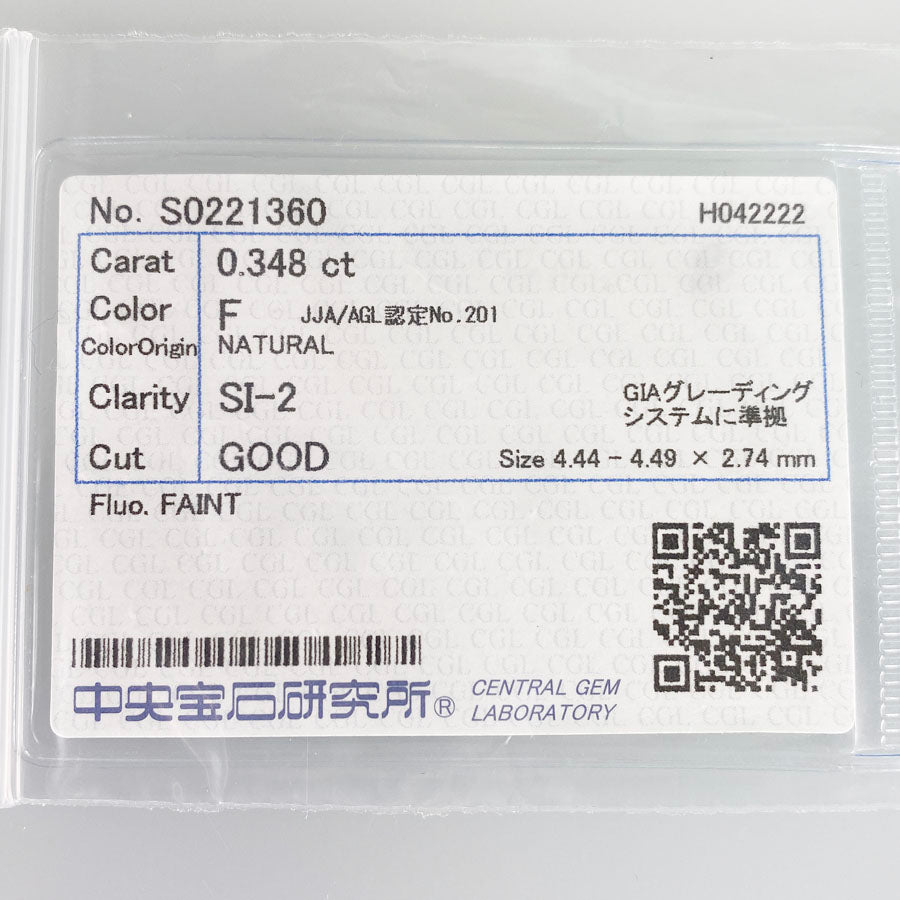 No. S0221360
H042222
Carat 0.348 ct
Color F JJA/AGL認定No.201
ColorOrigin NATURAL
Clarity SI-2
GIAグレーディング
システムに準拠
Cut GOOD Size 4.44 - 4.49 × 2.74 mm
Fluo. FAINT
中央宝石研究所® CENTRAL GEM
LABORATORY